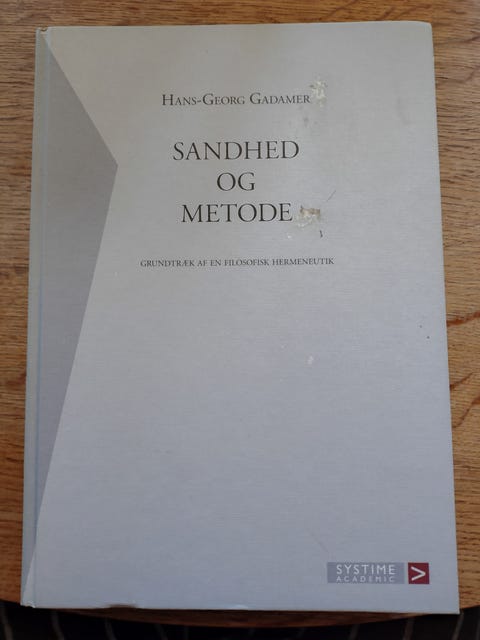 HANS-GEORG GADAMER
SANDHED
OG
METODE
GRUNDTRÆK AF EN FILOSOFISK HERMENEUTIK
SYSTIME
ACADEMIC